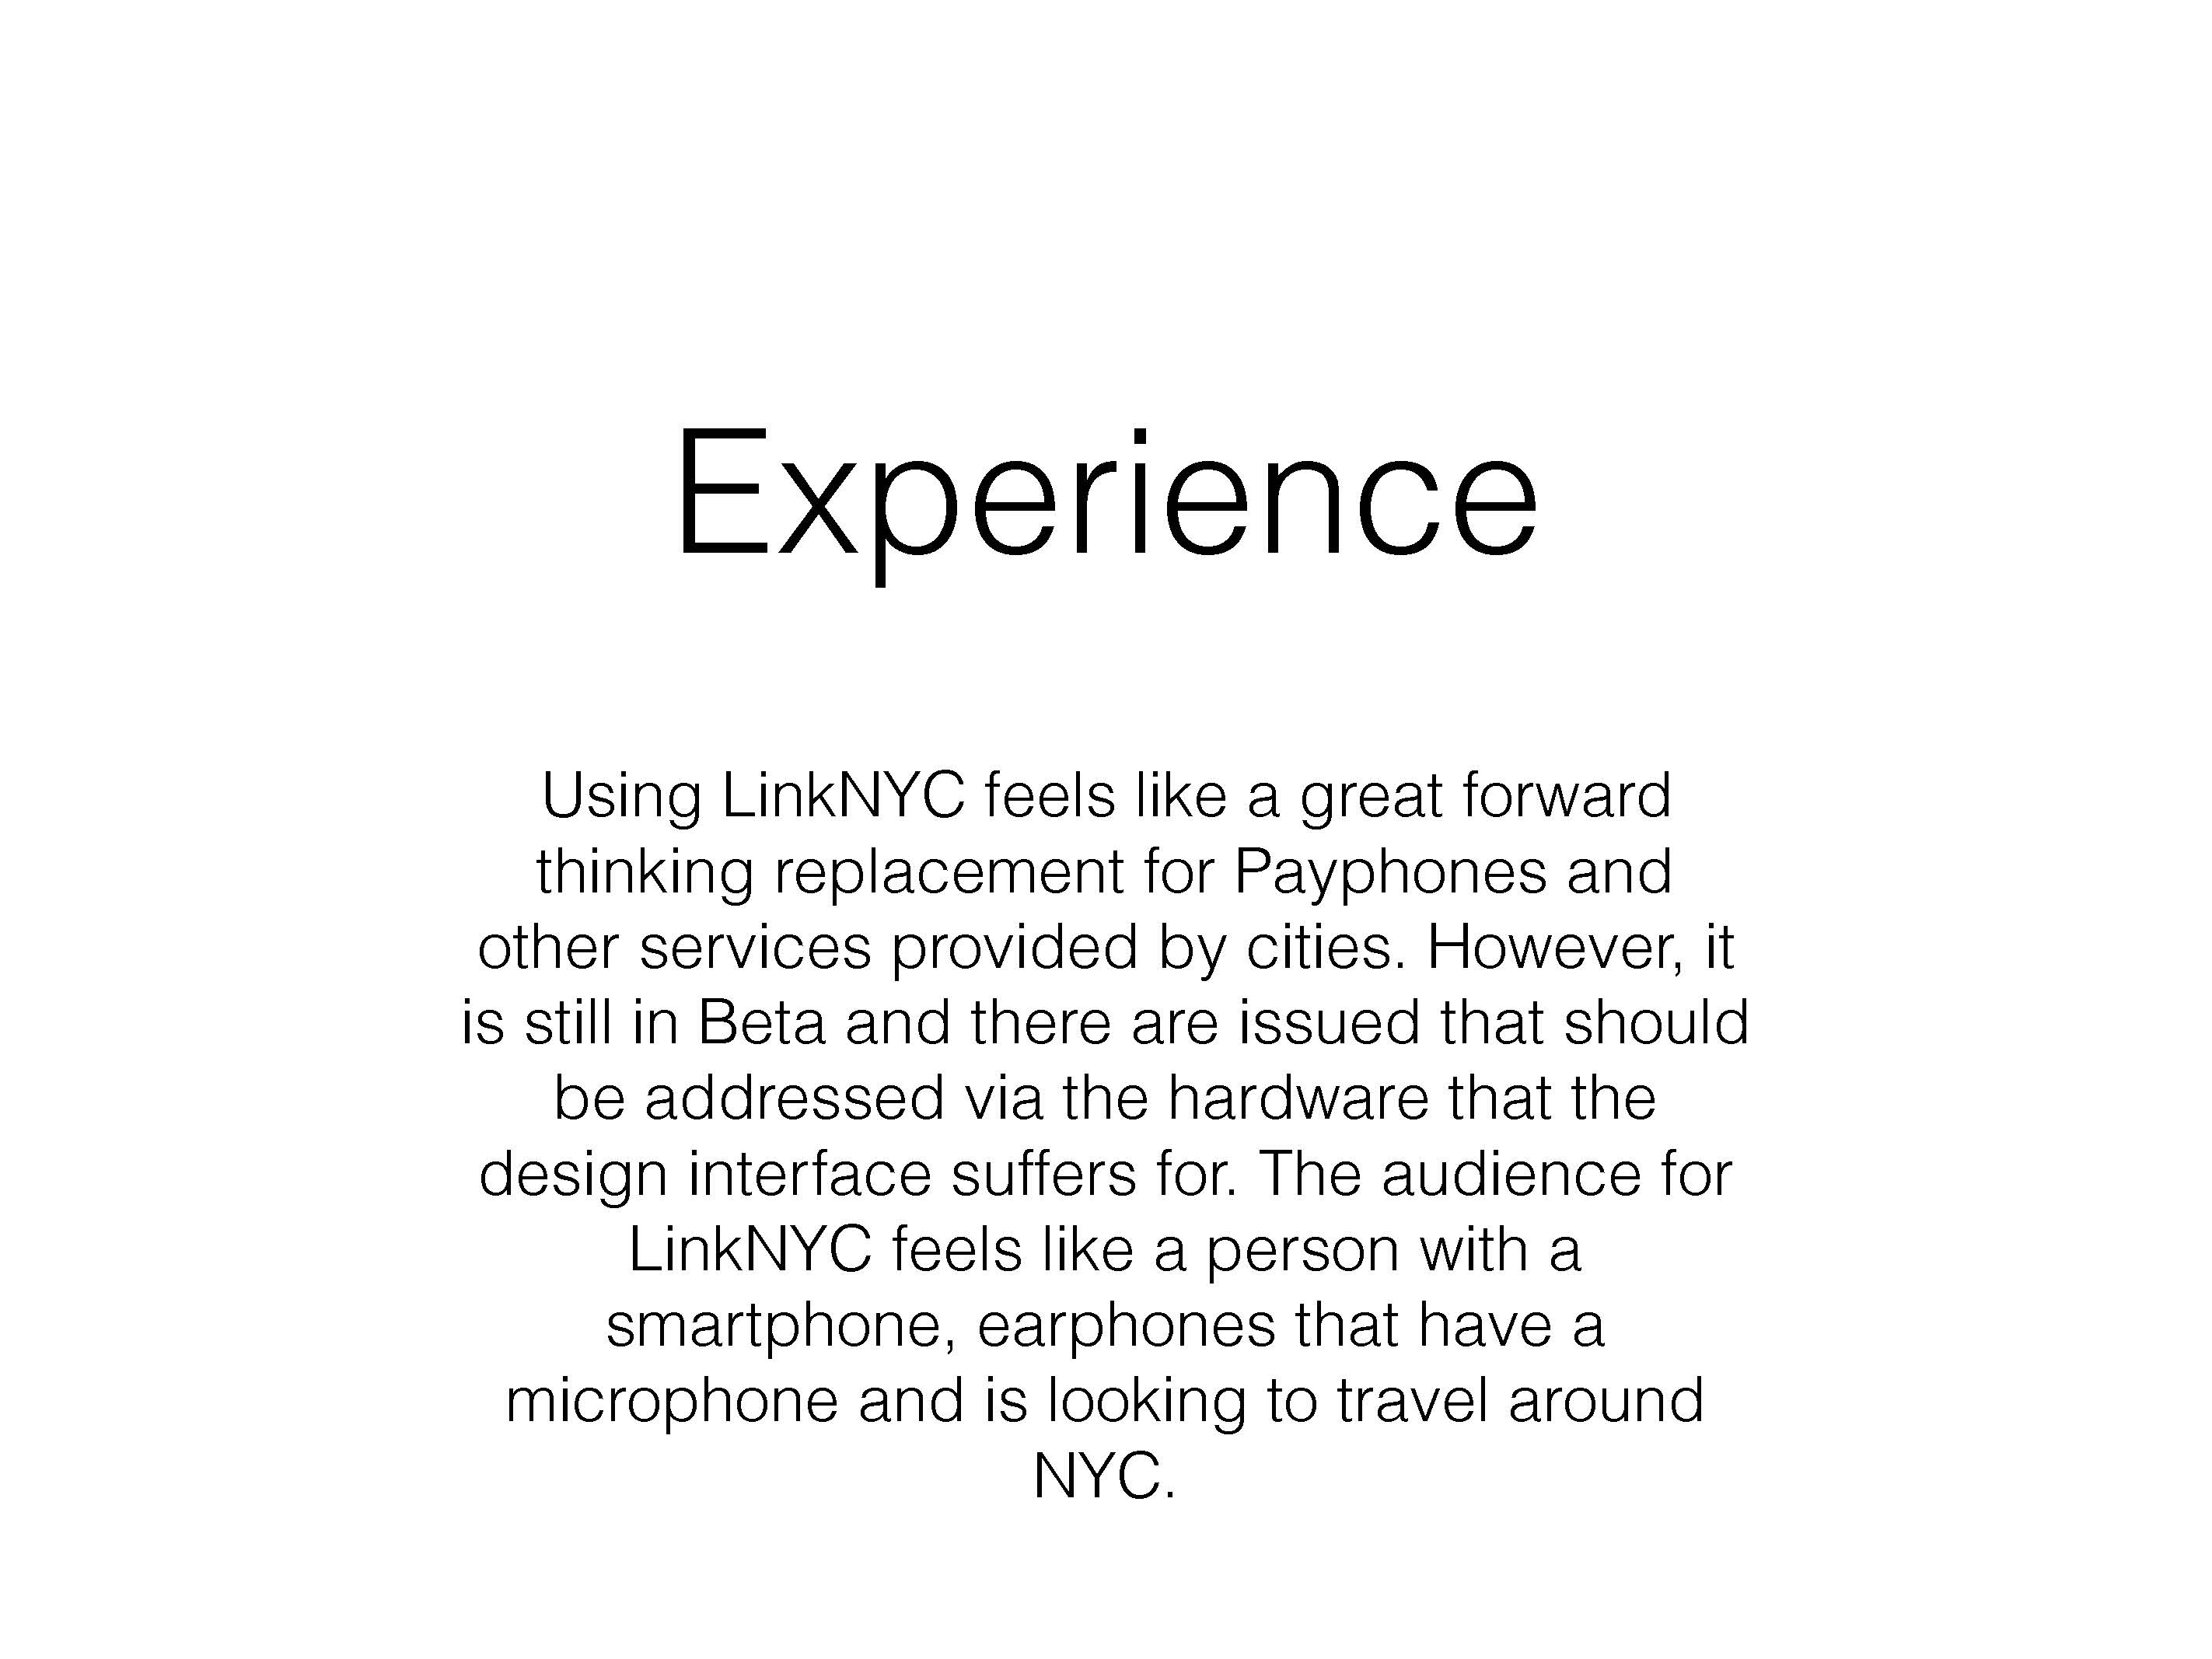 Experience
Using LinkNYC feels like a great forward
thinking replacement for Payphones and
other services provided by cities. However, it
is still in Beta and there are issued that should
be addressed via the hardware that the
design interface suffers for. The audience for
LinkNYC feels like a person with a
smartphone, earphones that have a
microphone and is looking to travel around
NYC.